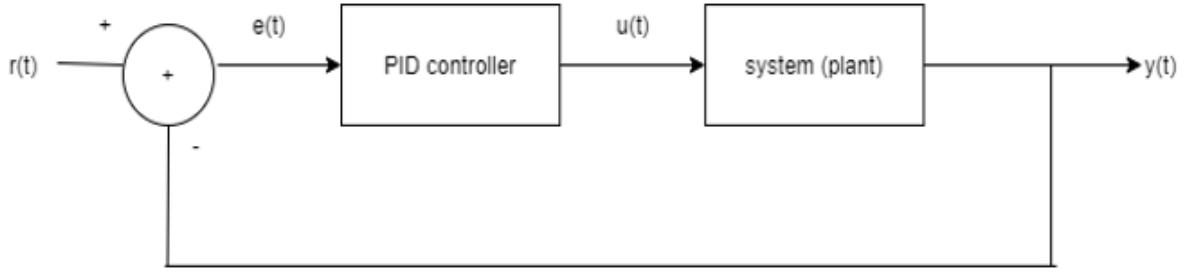 +
e(t)
u(t)
r(t)
+
PID controller
system (plant)
y(t)
-